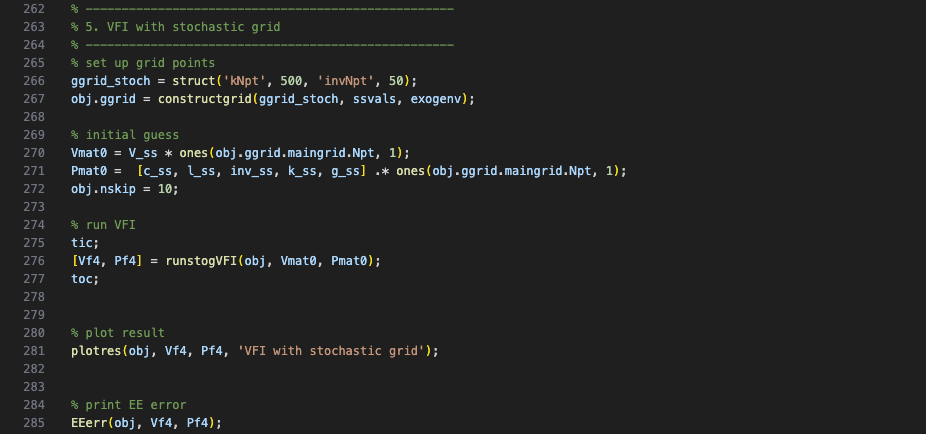 262 % ---------------------------------------------------
263 % 5. VFI with stochastic grid
264 % ---------------------------------------------------
265 % set up grid points
266 ggrid_stoch = struct('kNpt', 500, 'invNpt', 50);
267 obj.ggrid = constructgrid(ggrid_stoch, ssvals, exogenv);
268
269 % initial guess
270 Vmat0 = V_ss * ones(obj.ggrid.maingrid.Npt, 1);
271 Pmat0 =  [c_ss, l_ss, inv_ss, k_ss, g_ss] .* ones(obj.ggrid.maingrid.Npt, 1);
272 obj.nskip = 10;
273
274 % run VFI
275 tic;
276 [Vf4, Pf4] = runstogVFI(obj, Vmat0, Pmat0);
277 toc;
278
279
280 % plot result
281 plotres(obj, Vf4, Pf4, 'VFI with stochastic grid');
282
283
284 % print EE error
285 EEerr(obj, Vf4, Pf4);